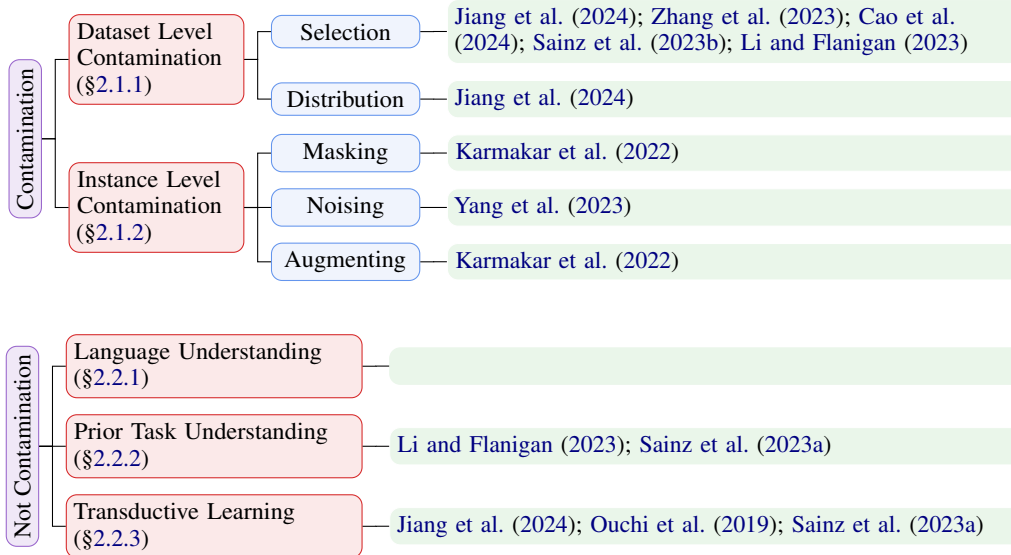 Contamination
Dataset Level
Contamination
(§2.1.1)
Selection
Jiang et al. (2024); Zhang et al. (2023); Cao et al.
(2024); Sainz et al. (2023b); Li and Flanigan (2023)
Distribution
Jiang et al. (2024)
Instance Level
Contamination
(§2.1.2)
Masking
Karmakar et al. (2022)
Noising
Yang et al. (2023)
Augmenting
Karmakar et al. (2022)
Not Contamination
Language Understanding
(§2.2.1)
Prior Task Understanding
(§2.2.2)
Li and Flanigan (2023); Sainz et al. (2023a)
Transductive Learning
(§2.2.3)
Jiang et al. (2024); Ouchi et al. (2019); Sainz et al. (2023a)